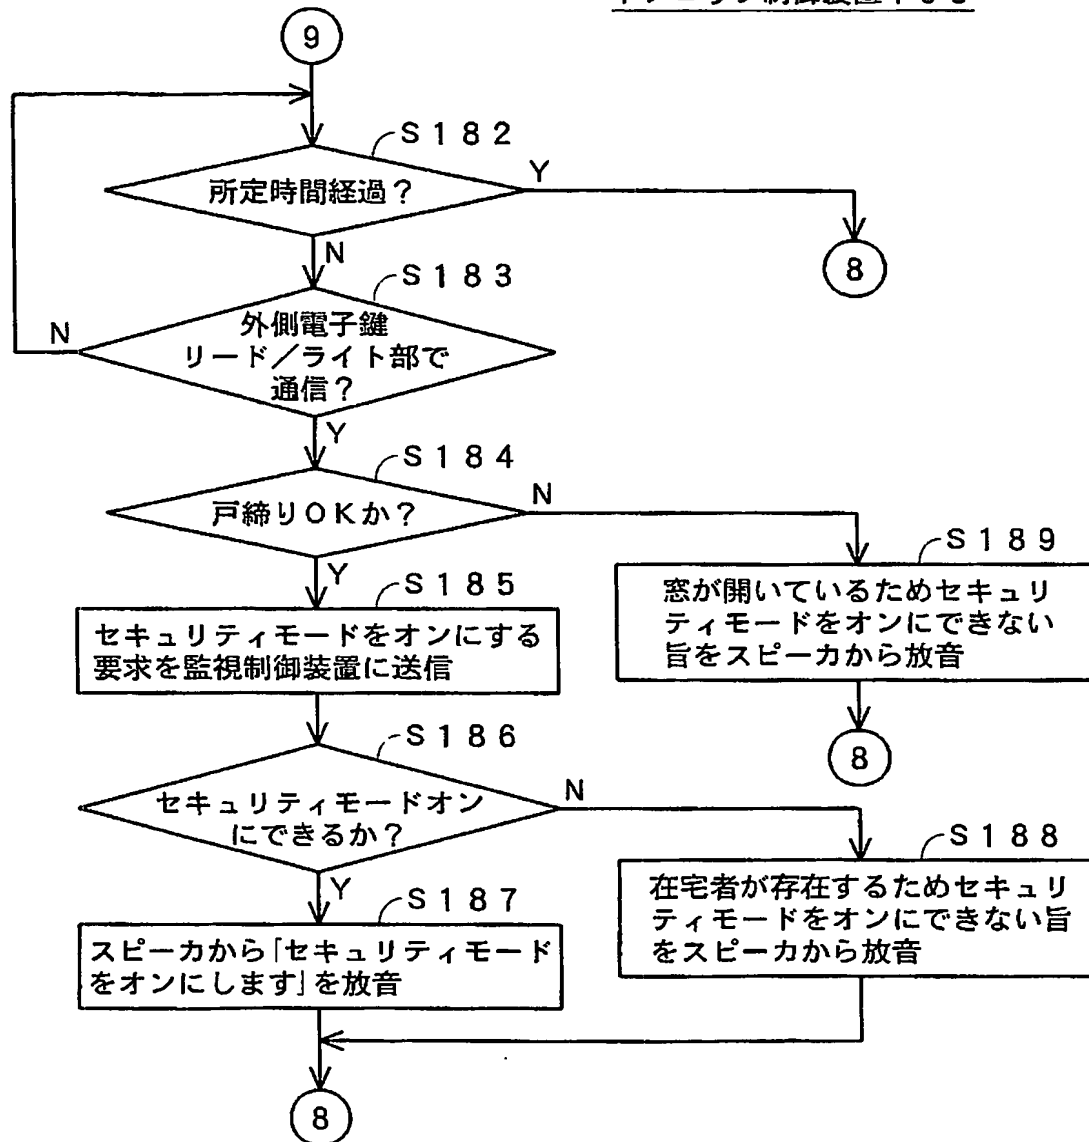 9
S182
所定時間経過?
Y
N
8
S183
外側電子鍵
リード/ライト部で
通信?
N
Y
S184
戸締りOKか?
N
Y
S189
窓が開いているためセキュリ
ティモードをオンにできない
旨をスピーカから放音
8
S185
セキュリティモードをオンにする
要求を監視制御装置に送信
S186
セキュリティモードオン
にできるか?
N
Y
S188
在宅者が存在するためセキュリ
ティモードをオンにできない旨
をスピーカから放音
S187
スピーカから「セキュリティモード
をオンにします」を放音
8